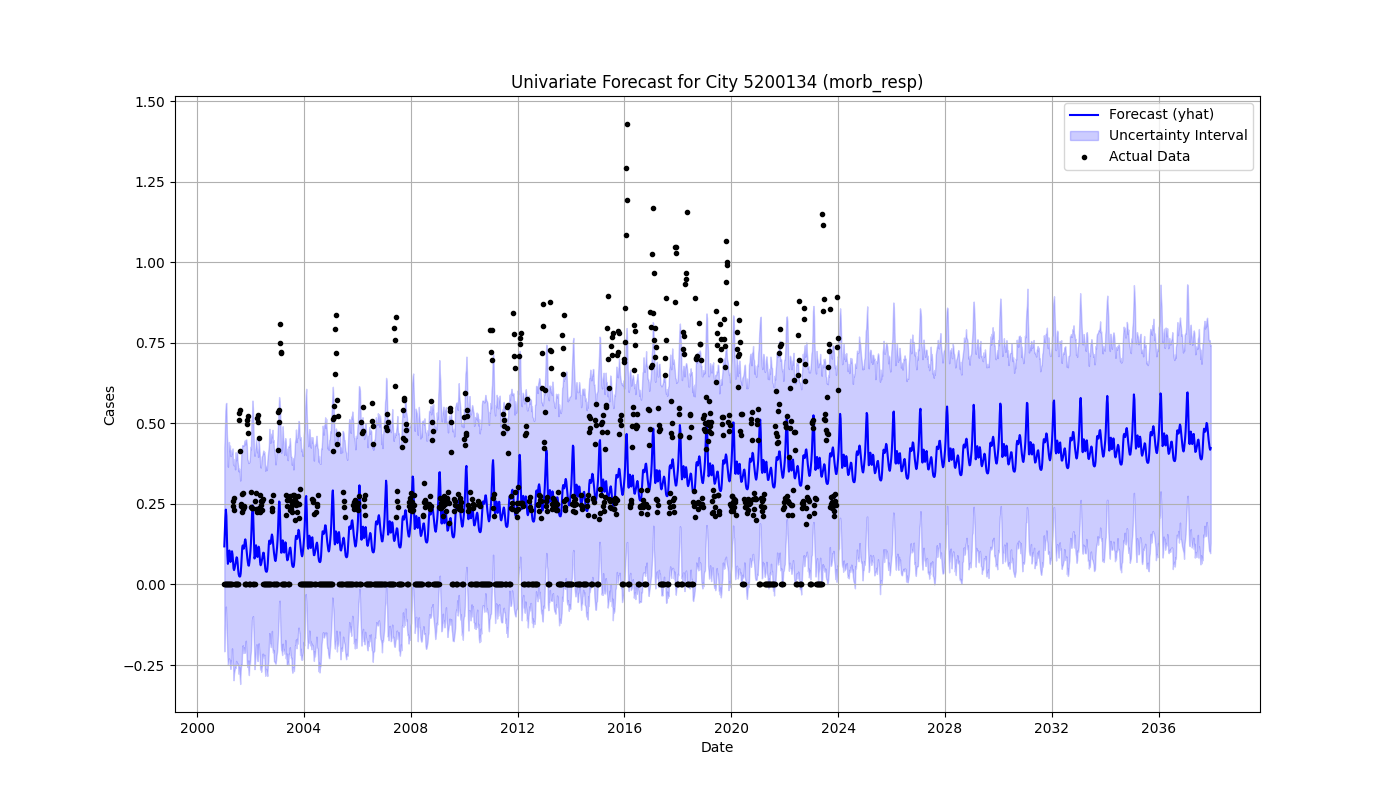 Univariate Forecast for City 5200134 (morb_resp)
1.50
1.25
1.00
0.75
0.50
0.25
0.00
−0.25
Cases
Forecast (yhat)
Uncertainty Interval
Actual Data
2000 2004 2008 2012 2016 2020 2024 2028 2032 2036
Date